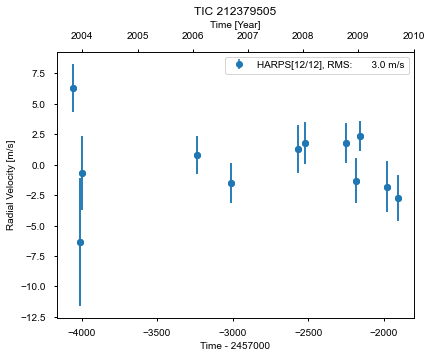 TIC 212379505
Time [Year]
2004 2005 2006 2007 2008 2009 2010
HARPS[12/12], RMS: 3.0 m/s
Radial Velocity [m/s]
7.5
5.0
2.5
0.0
−2.5
−5.0
−7.5
−10.0
−12.5
−4000 −3500 −3000 −2500 −2000
Time - 2457000